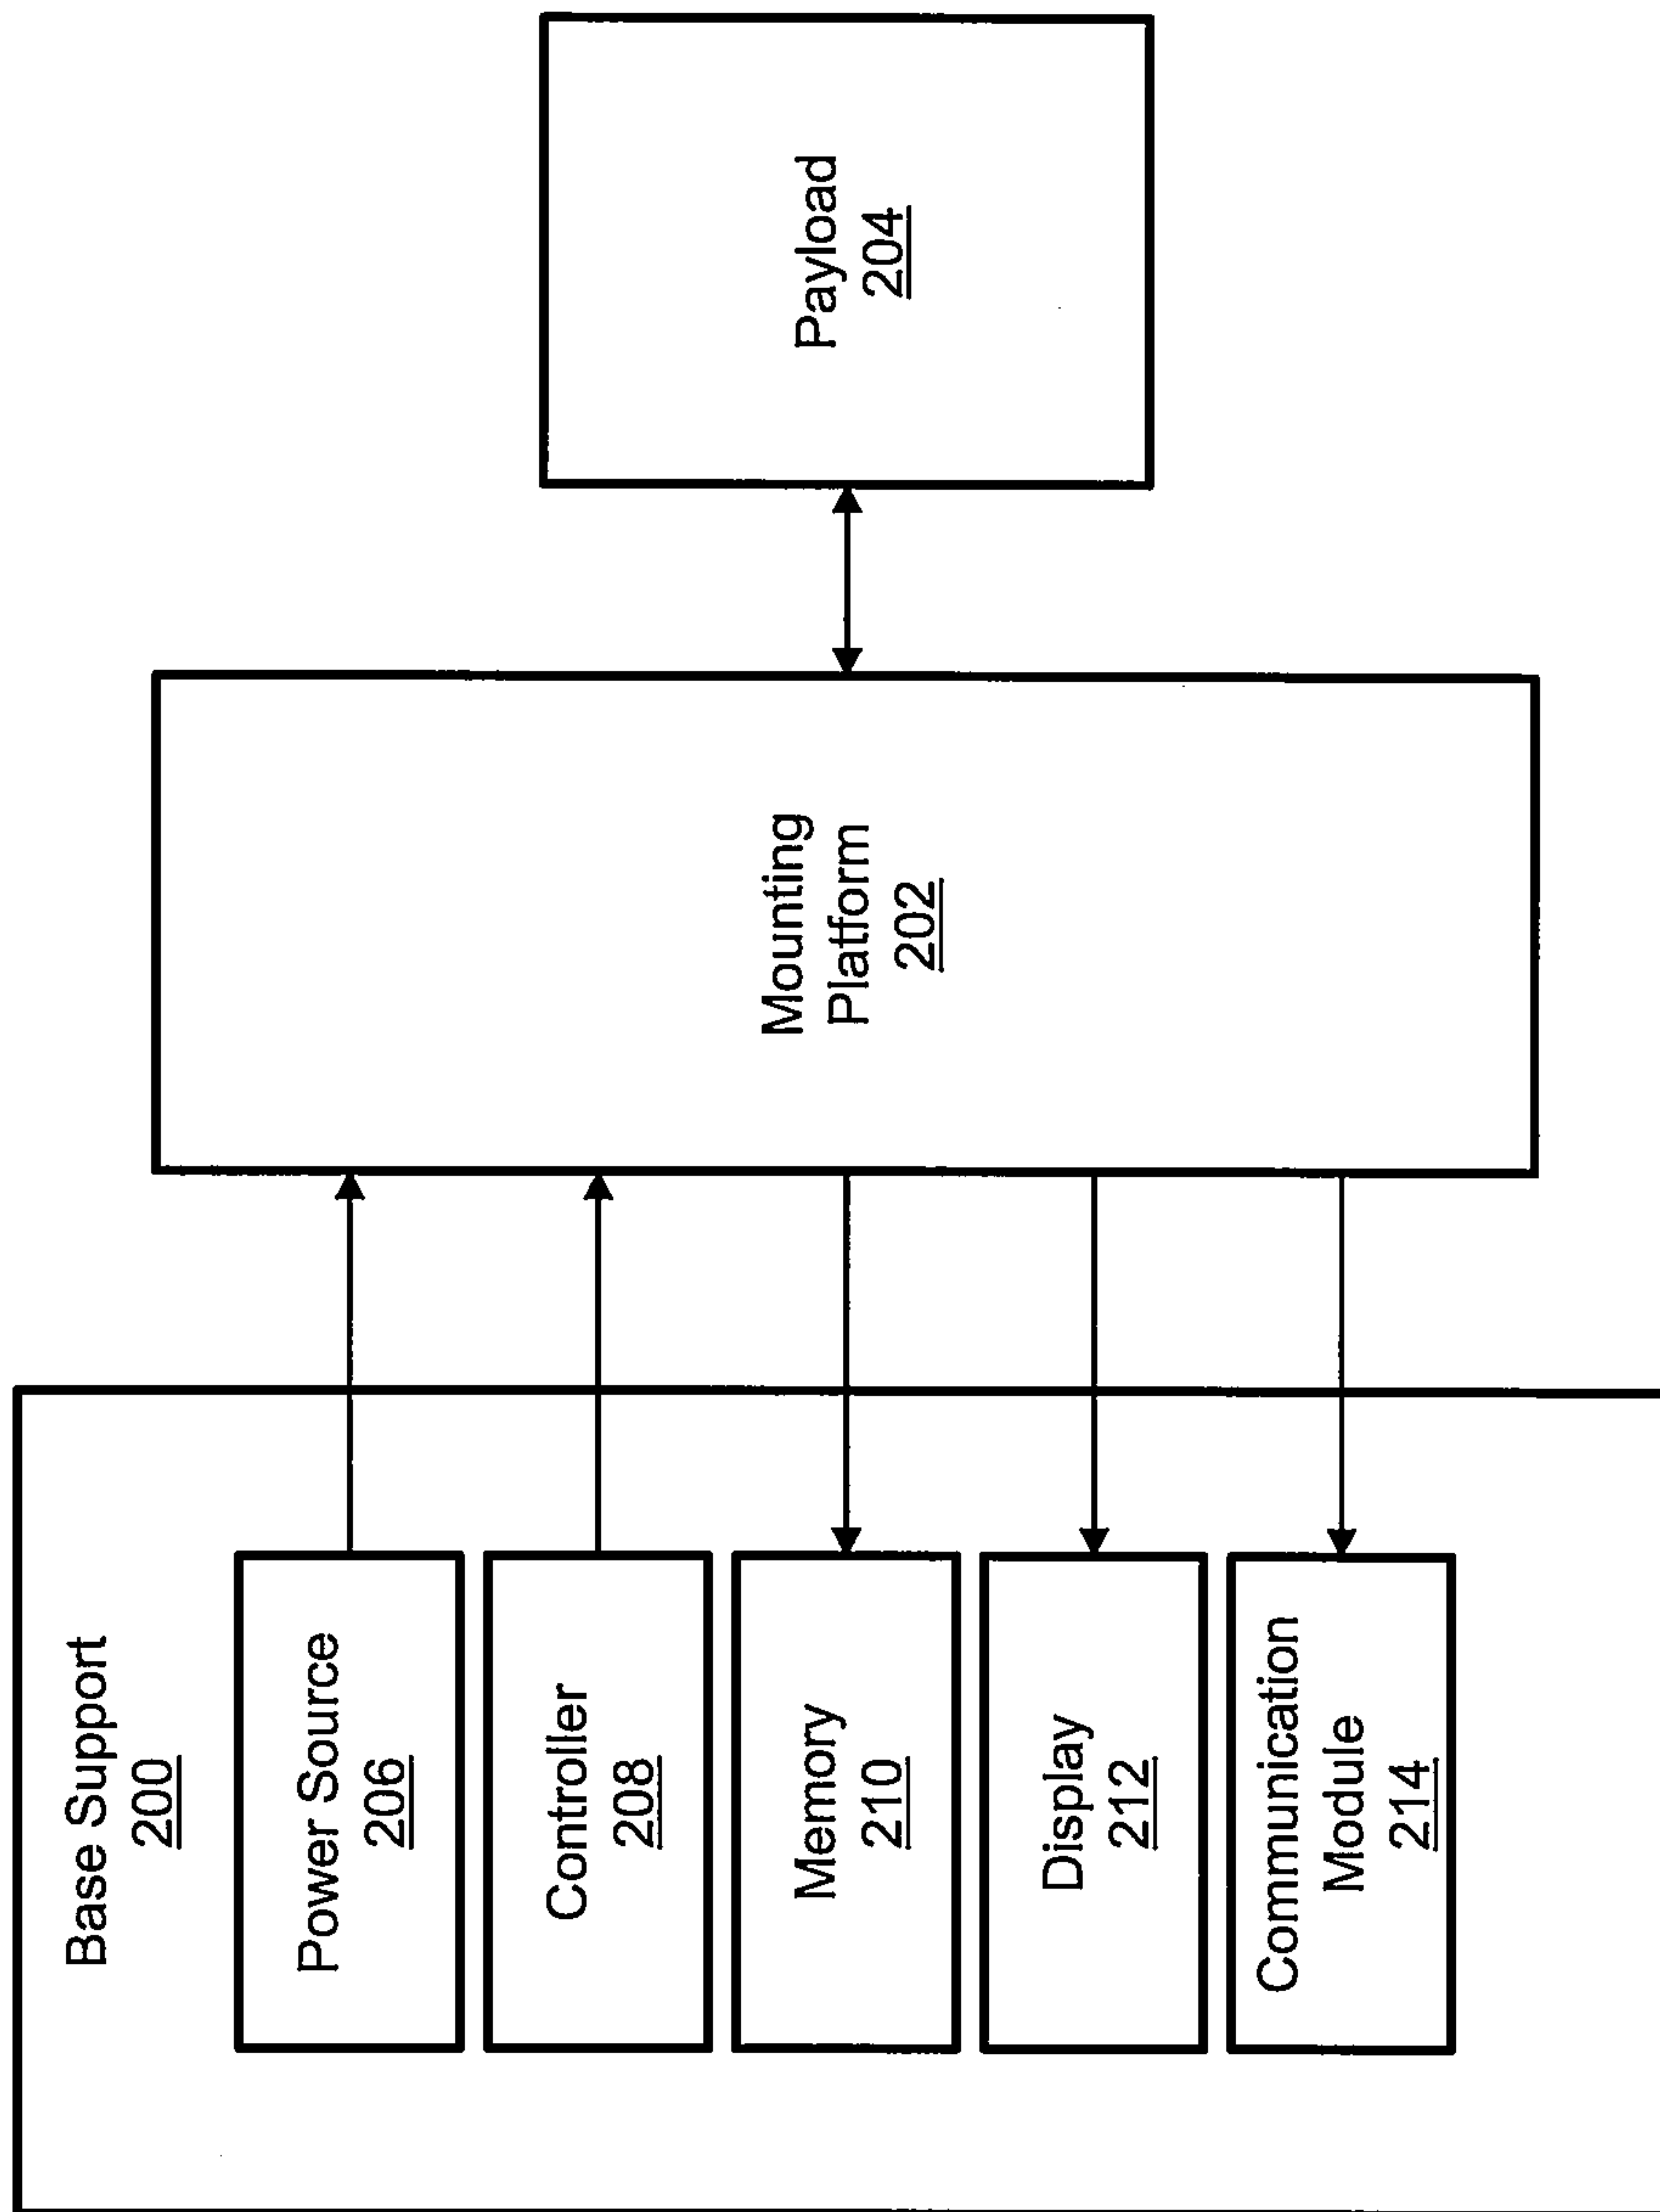 Base Support
200
Power Source
206
Controller
208
Memory
210
Display
212
Communication
Module
214
Mounting
Platform
202
Payload
204